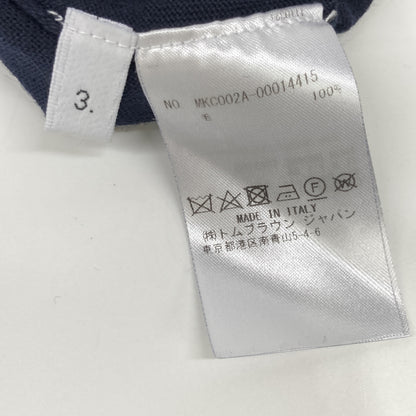 3.
NO. MKC002A-00014415
毛 100%
MADE IN ITALY
(株)トムブラウン ジャパン
東京都港区南青山5-4-6